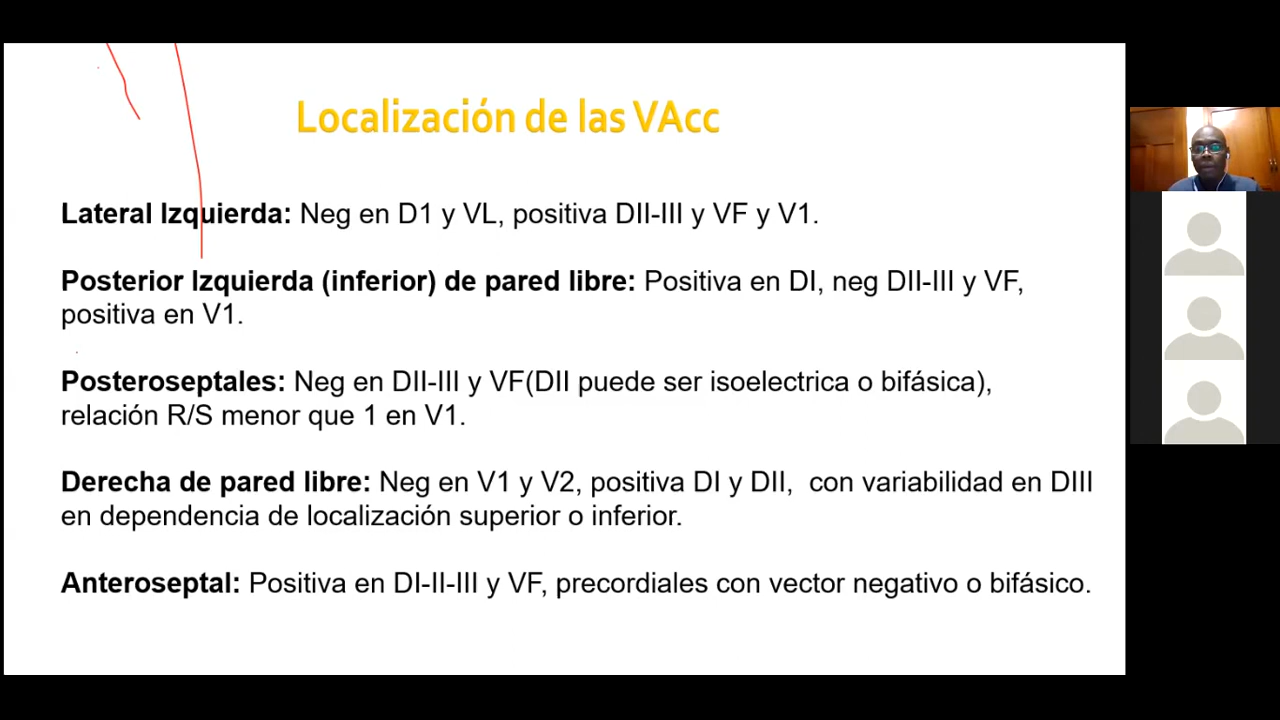 Localización de las VAcc
Lateral Izquierda: Neg en D1 y VL, positiva DII-III y VF y V1.
Posterior Izquierda (inferior) de pared libre: Positiva en DI, neg DII-III y VF,
positiva en V1.
Posteroseptales: Neg en DII-III y VF(DII puede ser isoelectrica o bifásica),
relación R/S menor que 1 en V1.
Derecha de pared libre: Neg en V1 y V2, positiva DI y DII,  con variabilidad en DIII
en dependencia de localización superior o inferior.
Anteroseptal: Positiva en DI-II-III y VF, precordiales con vector negativo o bifásico.